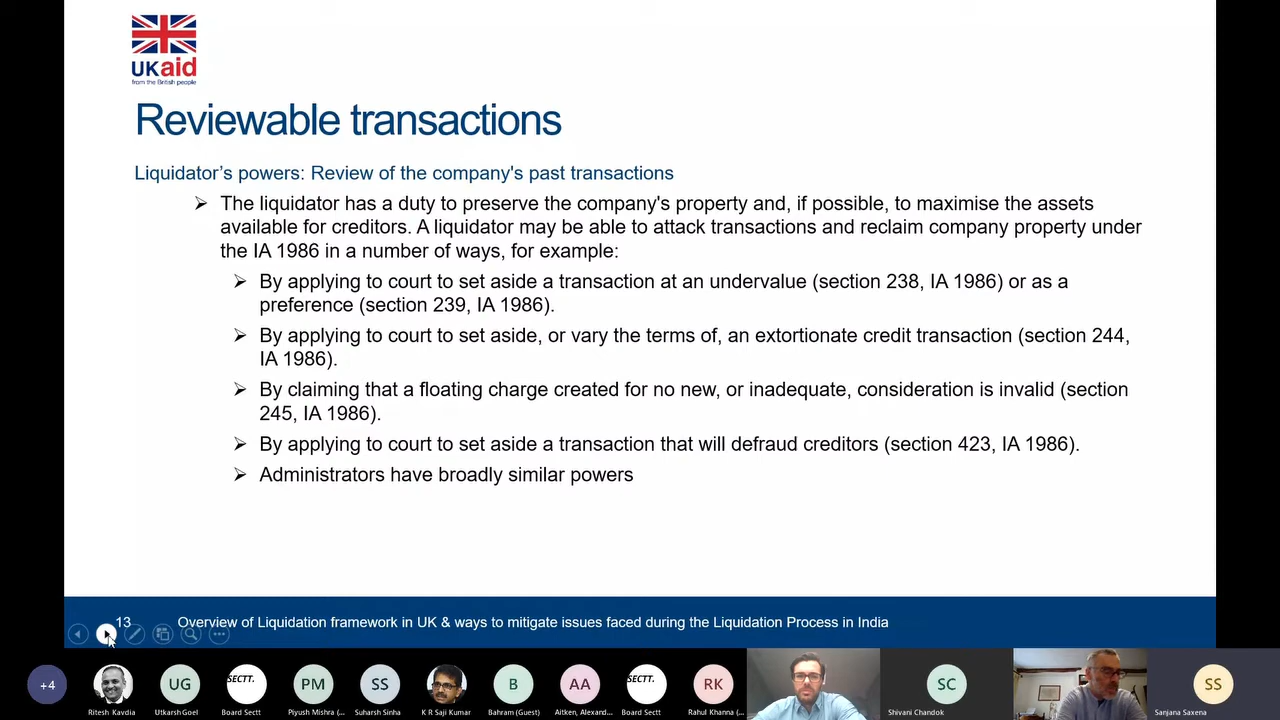 UKaid
from the British people
Reviewable transactions
Liquidator's powers: Review of the company's past transactions
➢ The liquidator has a duty to preserve the company's property and, if possible, to maximise the assets
available for creditors. A liquidator may be able to attack transactions and reclaim company property under
the IA 1986 in a number of ways, for example:
➢ By applying to court to set aside a transaction at an undervalue (section 238, IA 1986) or as a
preference (section 239, IA 1986).
➢ By applying to court to set aside, or vary the terms of, an extortionate credit transaction (section 244,
IA 1986).
➢ By claiming that a floating charge created for no new, or inadequate, consideration is invalid (section
245, IA 1986).
➢ By applying to court to set aside a transaction that will defraud creditors (section 423, IA 1986).
➢ Administrators have broadly similar powers
13 Overview of Liquidation framework in UK & ways to mitigate issues faced during the Liquidation Process in India
+4 UG SECTT. PM SS B AA SECTT. RK SC SS
Ritesh Kavdia Utkarsh Goel Board Sectt Piyush Mishra (... Suharsh Sinha K R Saji Kumar Bahram (Guest) Aitken, Alexand... Board Sectt Rahul Khanna (... Shivani Chandok Sanjana Saxena